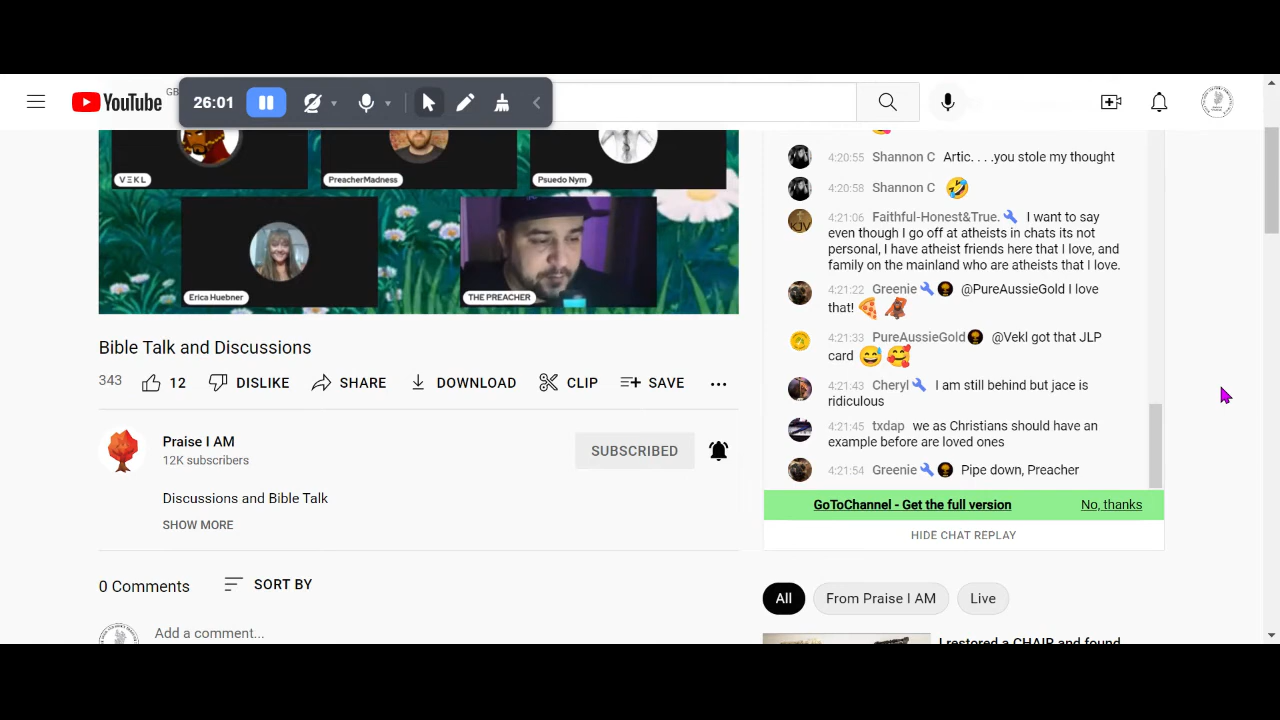 YouTube
GB
26:01
VΞKL
PreacherMadness
Psuedo Nym
Erica Huebner
THE PREACHER
Bible Talk and Discussions
343
12
DISLIKE
SHARE
DOWNLOAD
CLIP
SAVE
Praise I AM
12K subscribers
SUBSCRIBED
Discussions and Bible Talk
SHOW MORE
0 Comments
SORT BY
Add a comment...
4:20:55 Shannon C Artic. . . .you stole my thought
4:20:58 Shannon C 🤣
4:21:06 Faithful-Honest&True. I want to say
even though I go off at atheists in chats its not
personal, I have atheist friends here that I love, and
family on the mainland who are atheists that I love.
4:21:22 Greenie @PureAussieGold I love
that! 🍕
4:21:33 PureAussieGold @Vekl got that JLP
card 😅 🥰
4:21:43 Cheryl I am still behind but jace is
ridiculous
4:21:45 txdap we as Christians should have an
example before are loved ones
4:21:54 Greenie Pipe down, Preacher
KJV
GoToChannel - Get the full version
No, thanks
HIDE CHAT REPLAY
All
From Praise I AM
Live
I restored a CHAIR and found